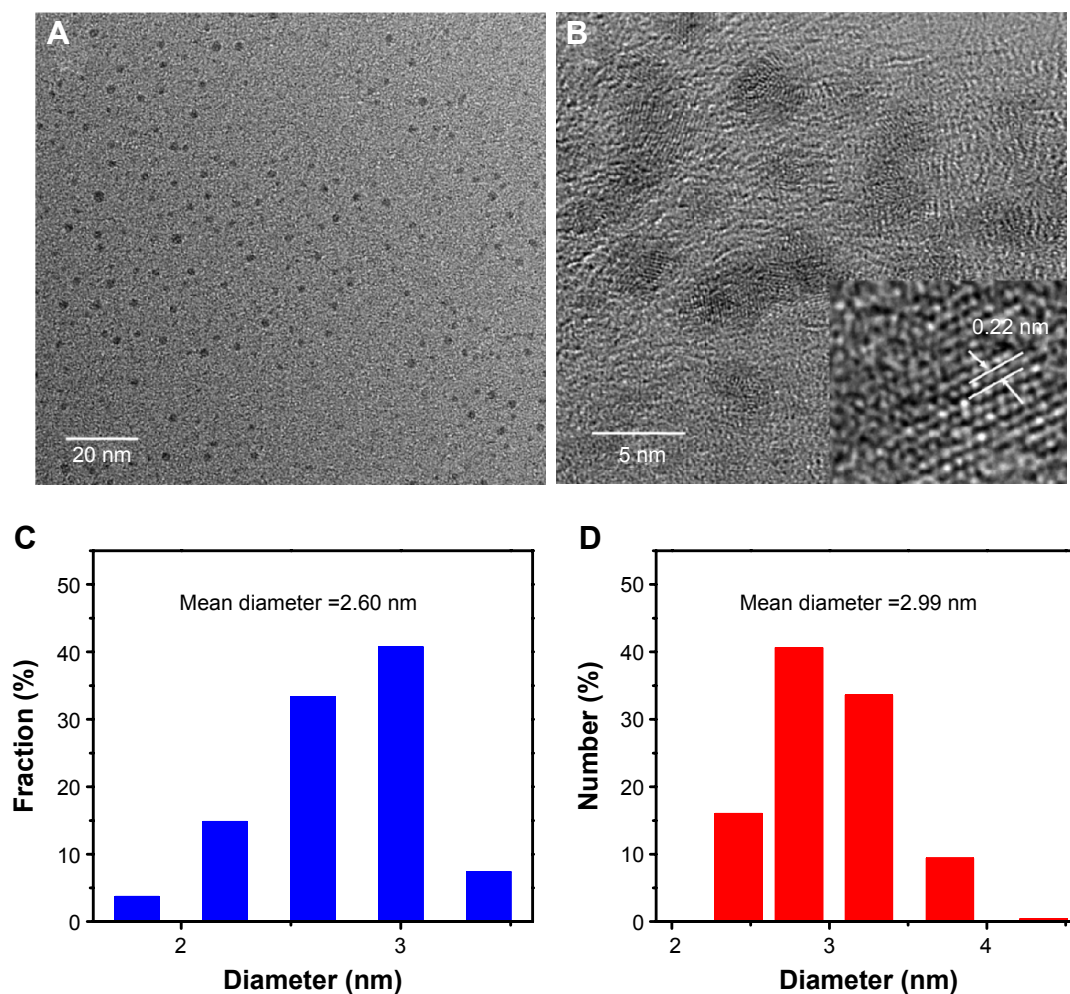 A
20 nm
B
5 nm
0.22 nm
C
Mean diameter =2.60 nm
Fraction (%)
50
40
30
20
10
0
2 3
Diameter (nm)
D
Mean diameter =2.99 nm
Number (%)
50
40
30
20
10
0
2 3 4
Diameter (nm)